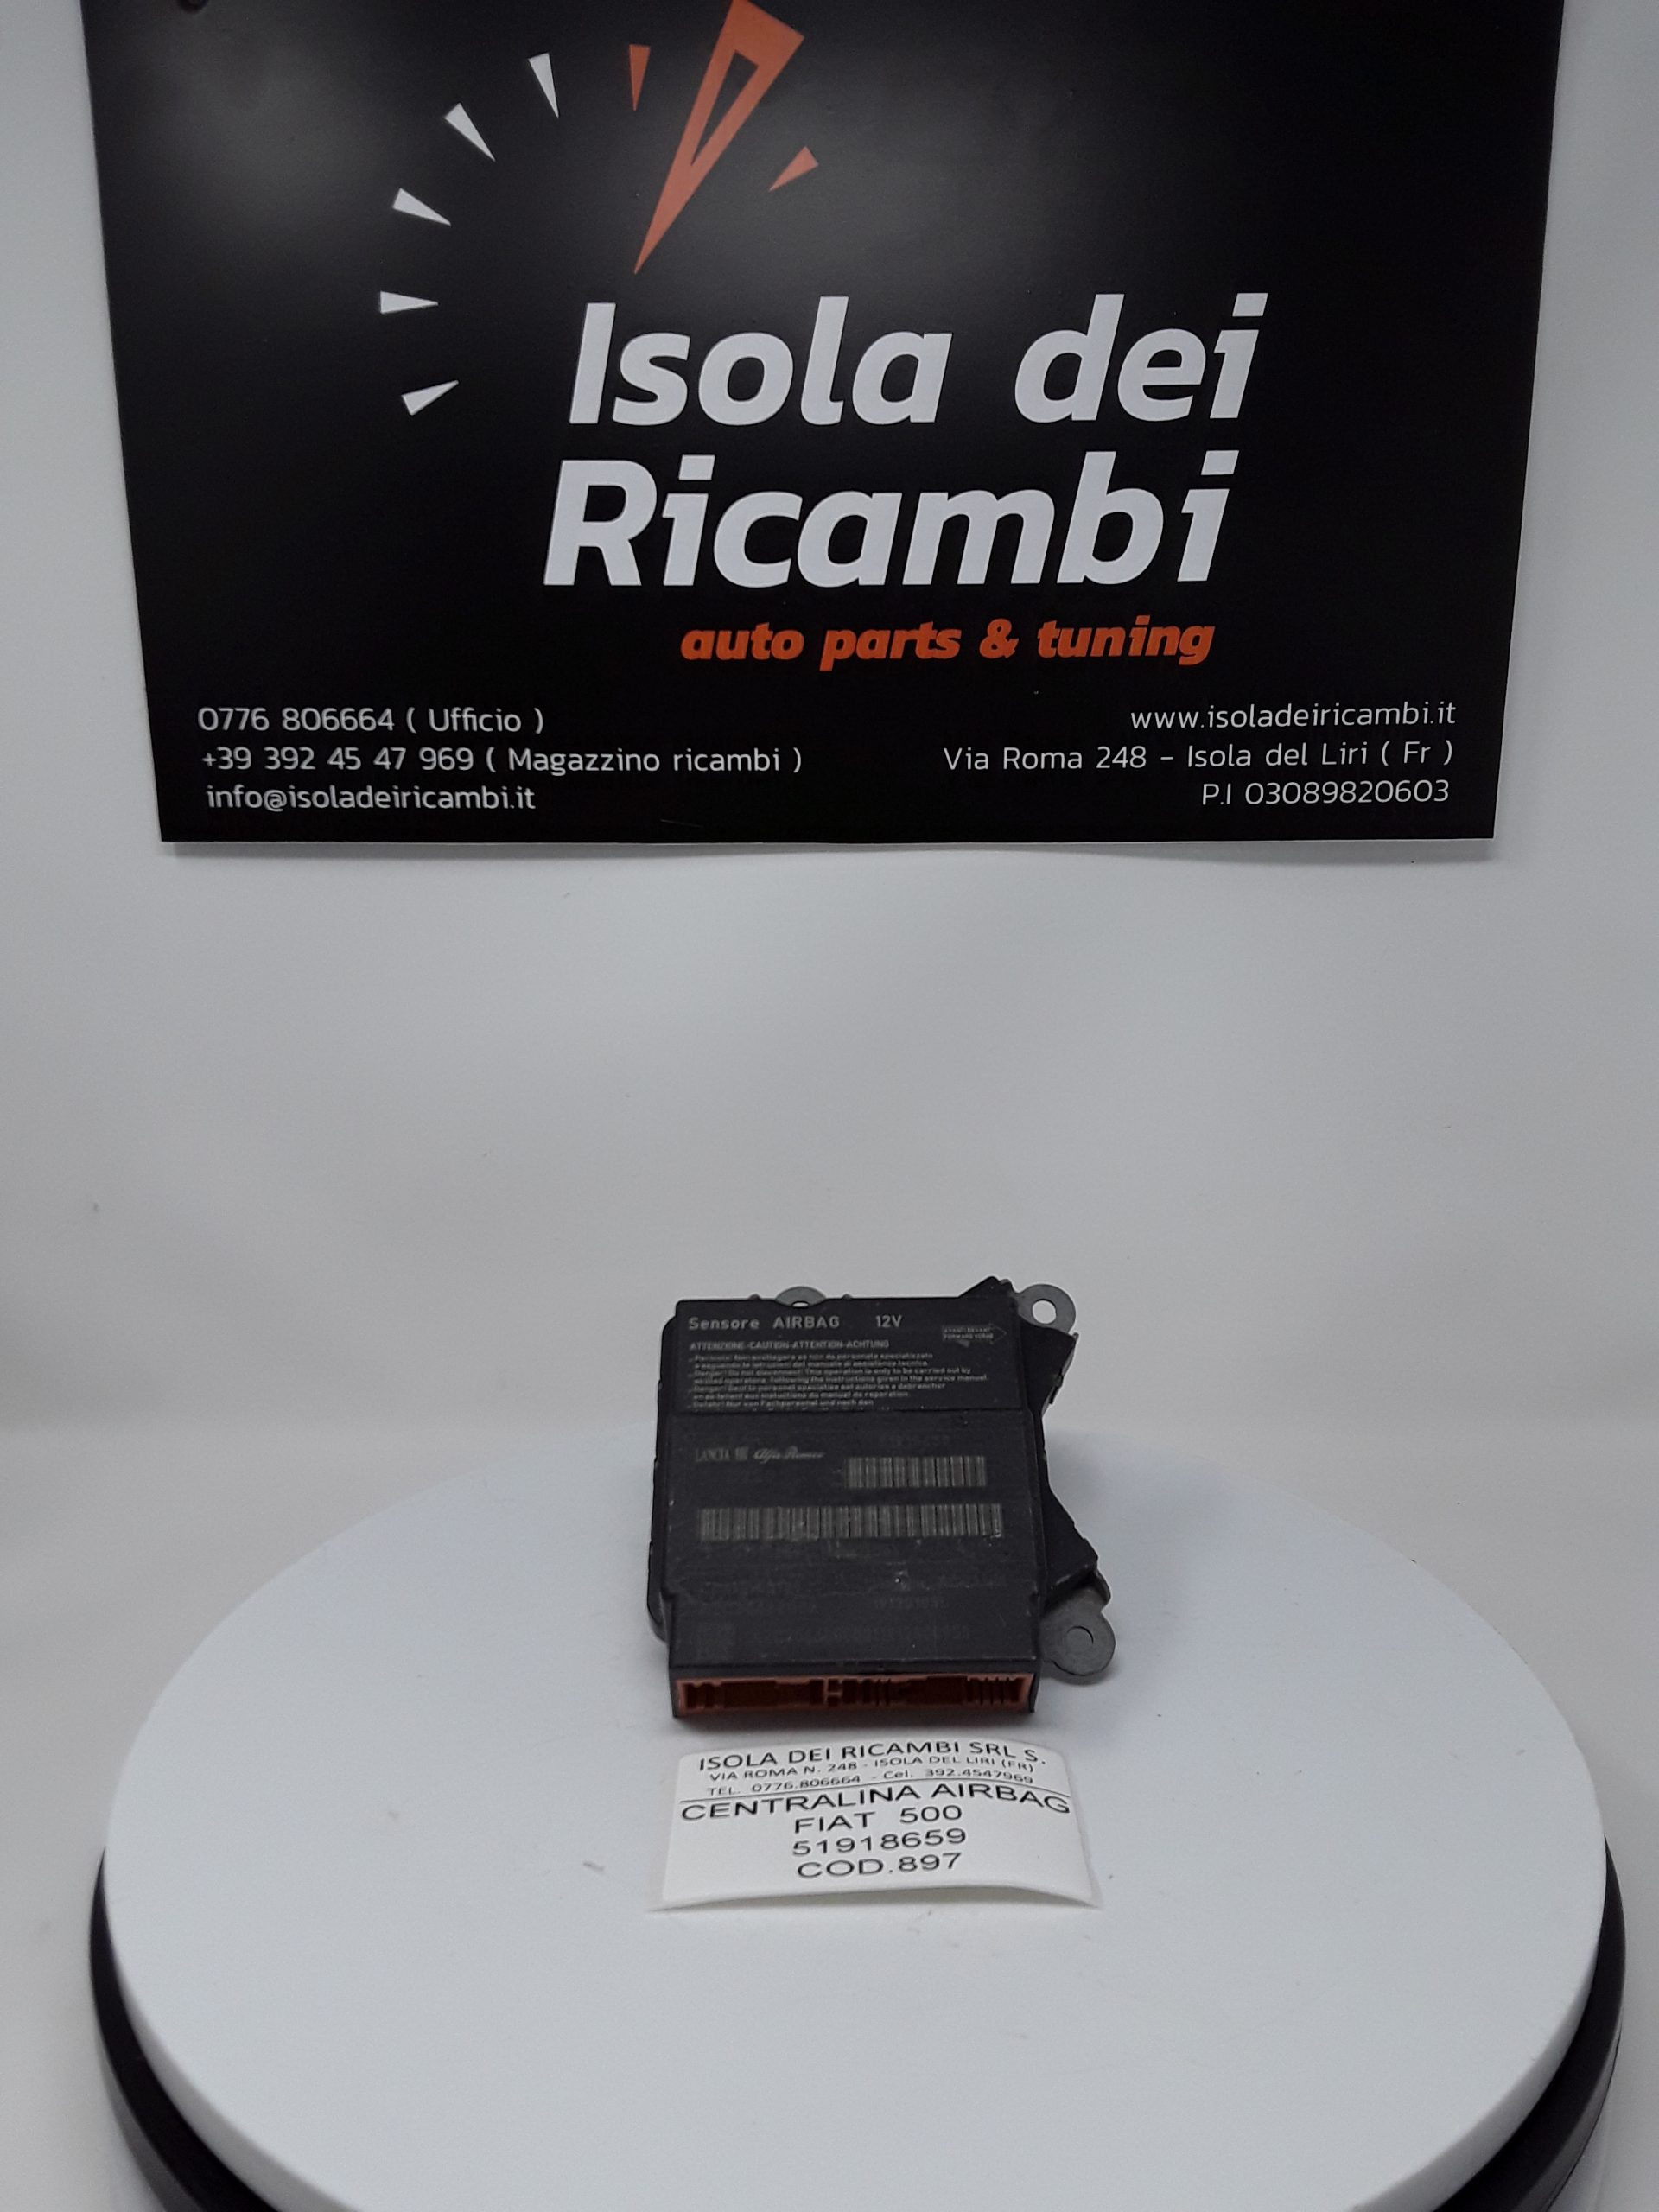 Isola dei
Ricambi
auto parts & tuning
0776 806664 ( Ufficio )
+39 392 45 47 969 ( Magazzino ricambi )
info@isoladeiricambi.it
www.isoladeiricambi.it
Via Roma 248 - Isola del Liri ( Fr )
P.I 03089820603
Sensore AIRBAG 12V
ATTENZIONE-CAUTION-ATTENTION-ACHTUNG
LANCIA Alfa Romeo
ISOLA DEI RICAMBI SRL S.
VIA ROMA N. 248 - ISOLA DEL LIRI (FR)
TEL. 0776.806664 - Cel. 392.4547969
CENTRALINA AIRBAG
FIAT 500
51918659
COD.897